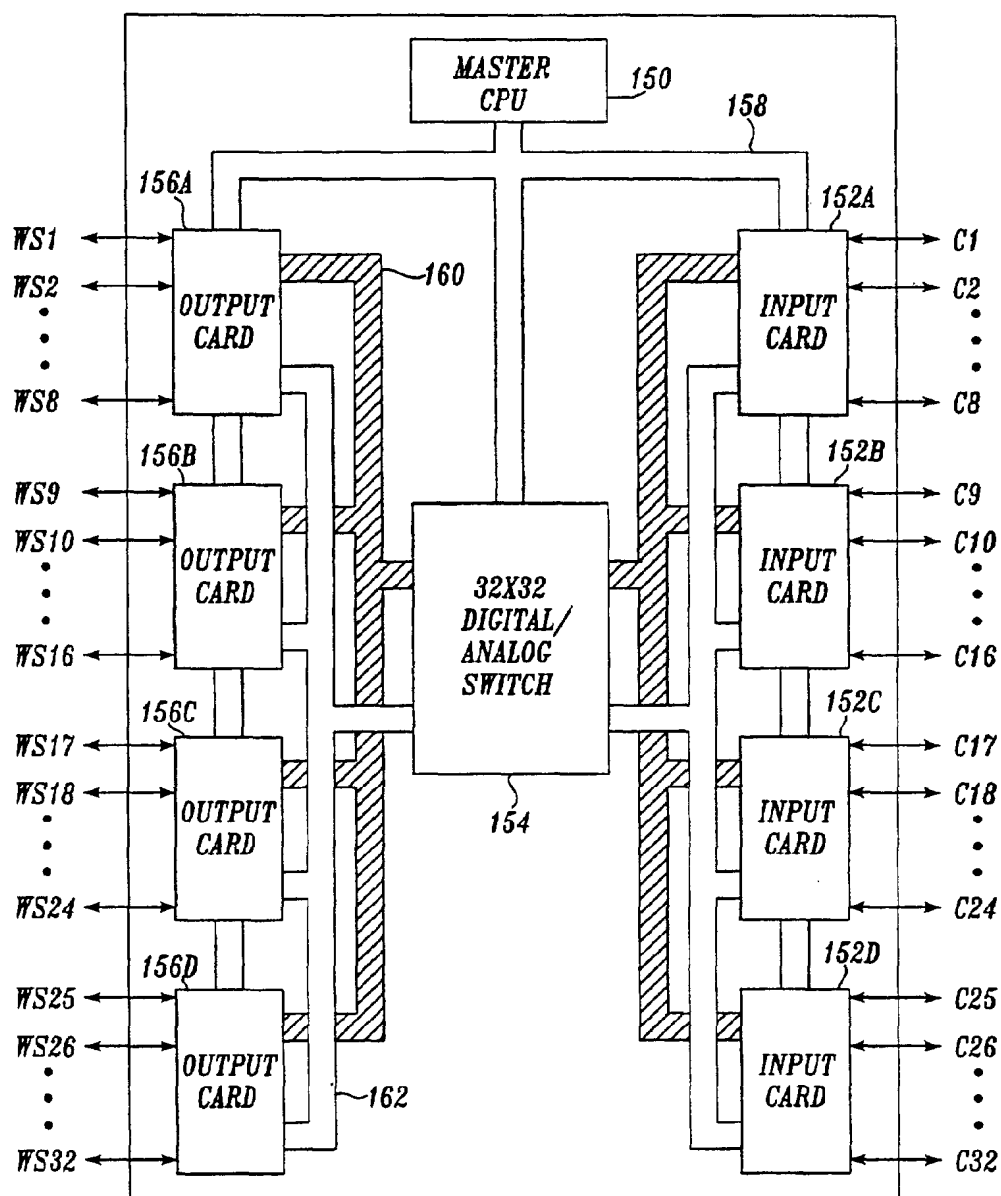 MASTER
CPU
150
158
156A
152A
WS1
C1
WS2
160
C2
OUTPUT
CARD
INPUT
CARD
WS8
C8
156B
152B
WS9
C9
WS10
C10
OUTPUT
CARD
INPUT
CARD
32X32
DIGITAL/
ANALOG
SWITCH
WS16
C16
156C
152C
WS17
C17
WS18
C18
154
OUTPUT
CARD
INPUT
CARD
WS24
C24
156D
152D
WS25
C25
WS26
C26
OUTPUT
CARD
INPUT
CARD
162
WS32
C32